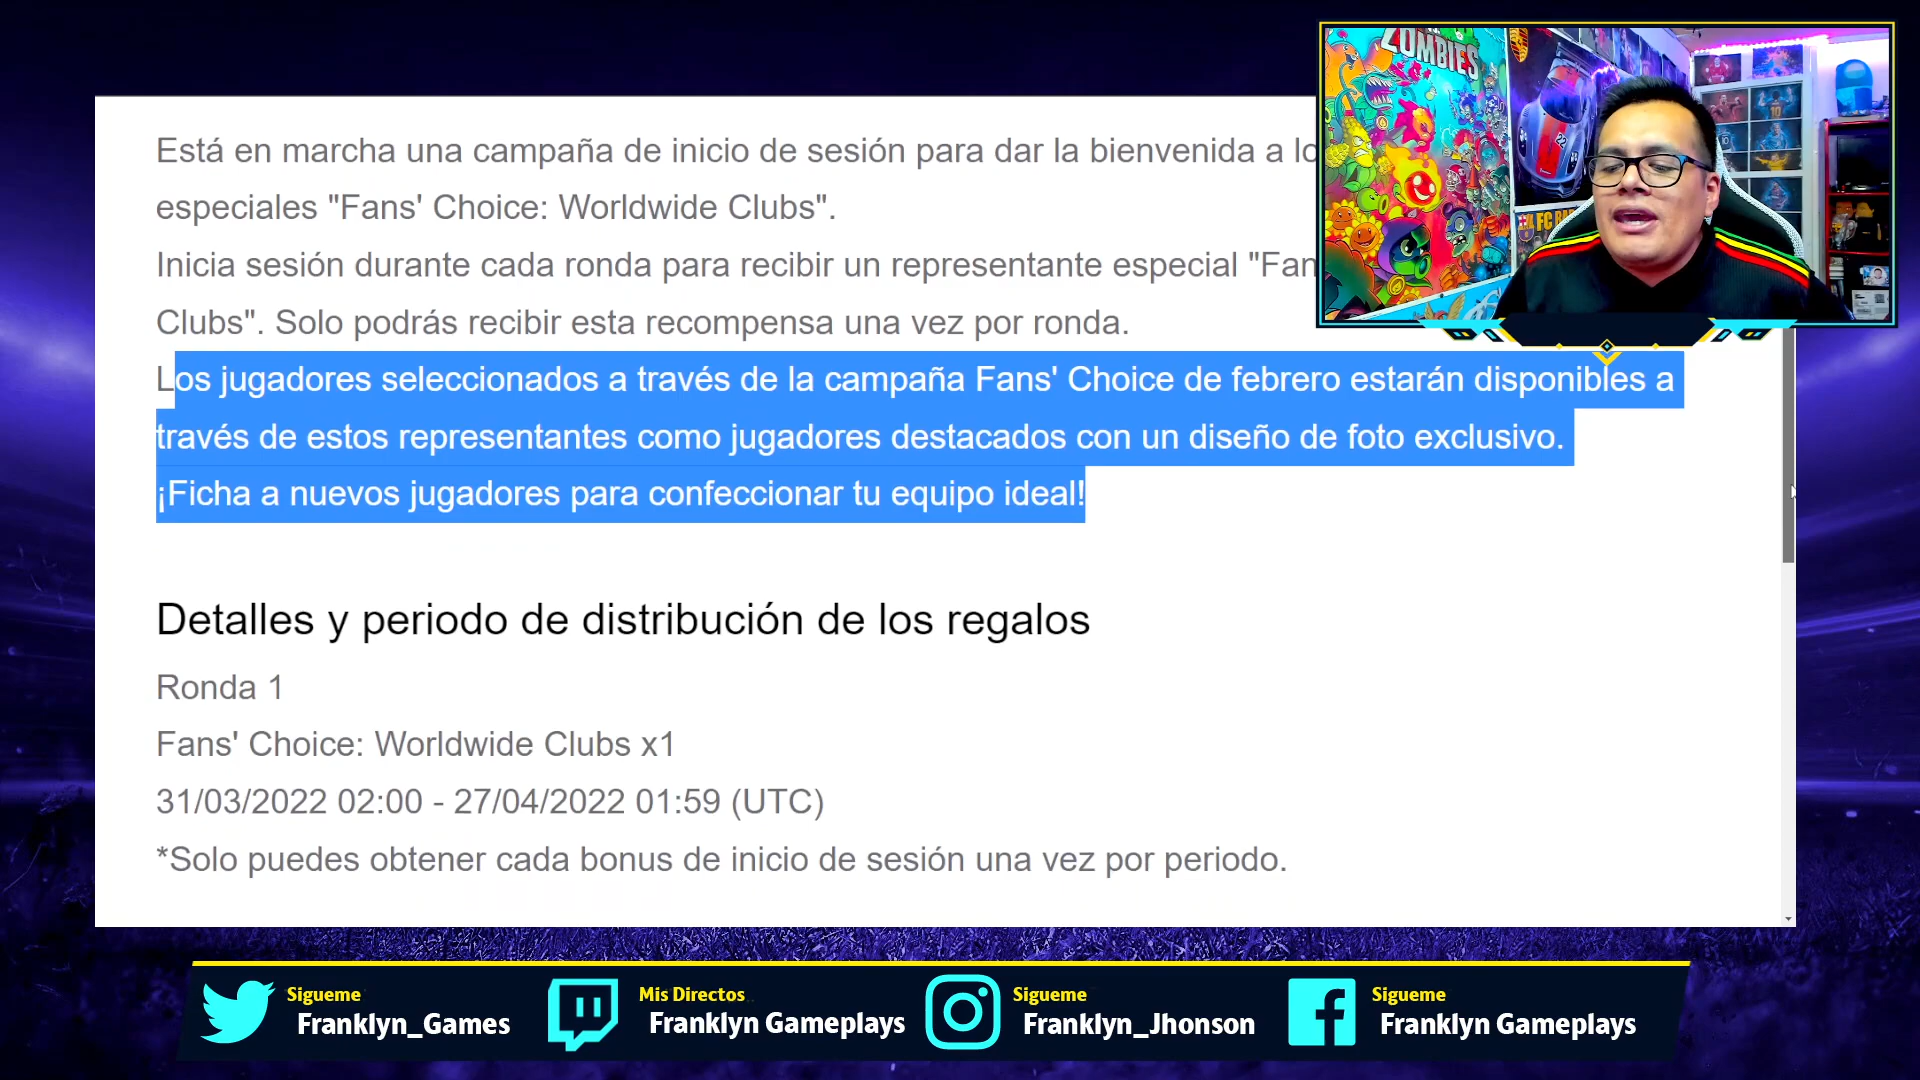 ZOMBIES
Está en marcha una campaña de inicio de sesión para dar la bienvenida a lo
especiales "Fans' Choice: Worldwide Clubs".
Inicia sesión durante cada ronda para recibir un representante especial "Fan
Clubs". Solo podrás recibir esta recompensa una vez por ronda.
Los jugadores seleccionados a través de la campaña Fans' Choice de febrero estarán disponibles a
través de estos representantes como jugadores destacados con un diseño de foto exclusivo.
¡Ficha a nuevos jugadores para confeccionar tu equipo ideal!
Detalles y periodo de distribución de los regalos
Ronda 1
Fans' Choice: Worldwide Clubs x1
31/03/2022 02:00 - 27/04/2022 01:59 (UTC)
*Solo puedes obtener cada bonus de inicio de sesión una vez por periodo.
Sigueme
Franklyn_Games
Mis Directos
Franklyn Gameplays
Sigueme
Franklyn_Jhonson
Sigueme
Franklyn Gameplays